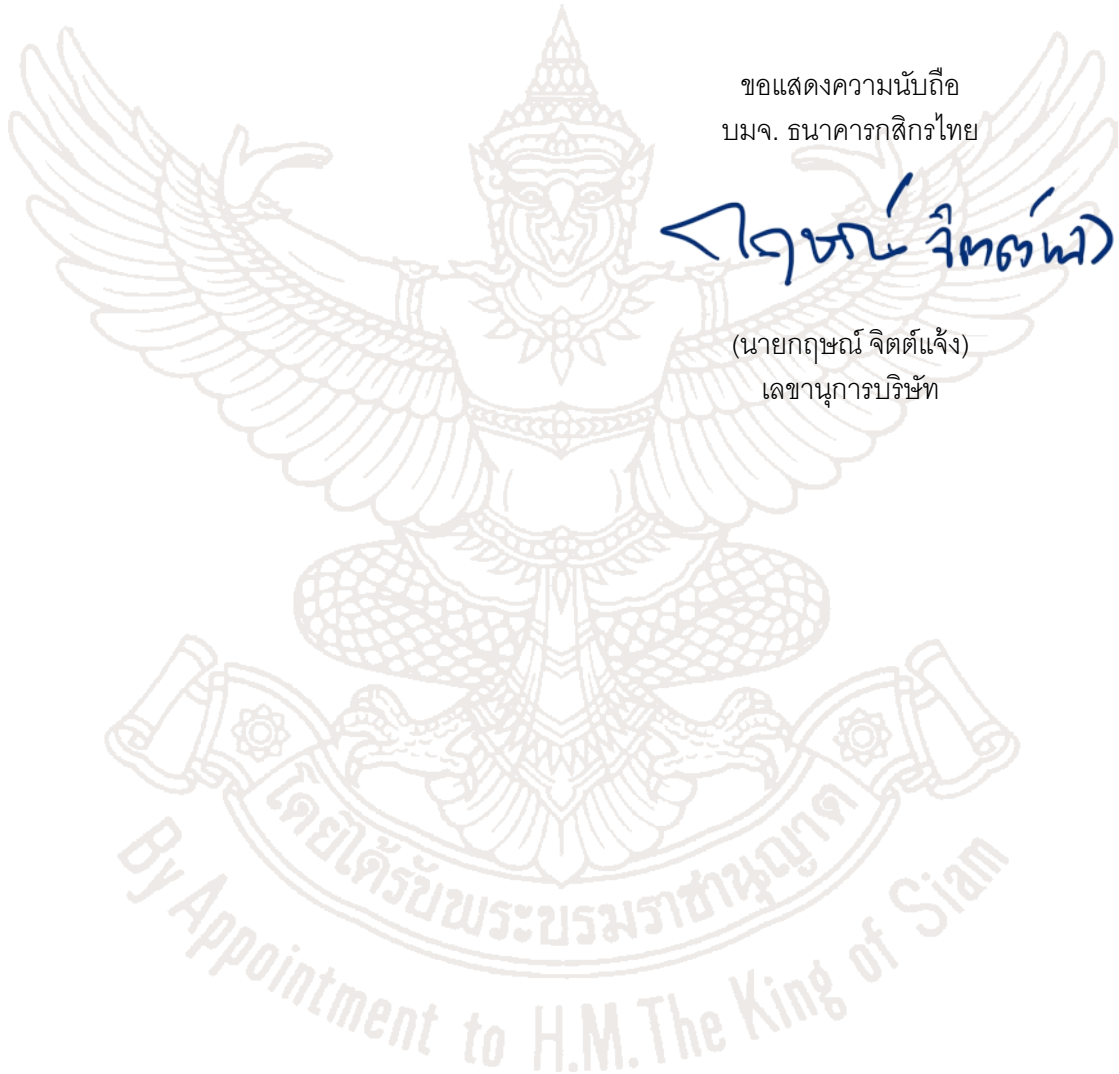 ขอแสดงความนับถือ
บมจ. ธนาคารกสิกรไทย
กฤษณ์ จิตต์แจ้ง
(นายกฤษณ์ จิตต์แจ้ง)
เลขานุการบริษัท
โดยได้รับพระบรมราชานุญาต
By Appointment to H.M. The King of Siam